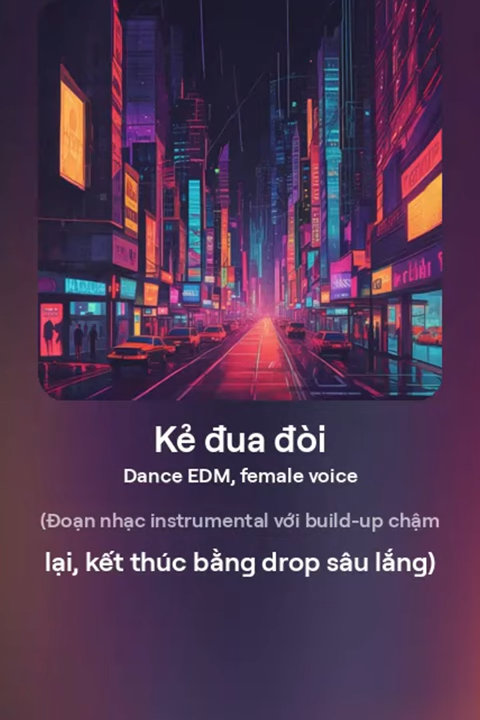 Kẻ đua đòi
Dance EDM, female voice
(Đoạn nhạc instrumental với build-up chậm
lại, kết thúc bằng drop sâu lắng)